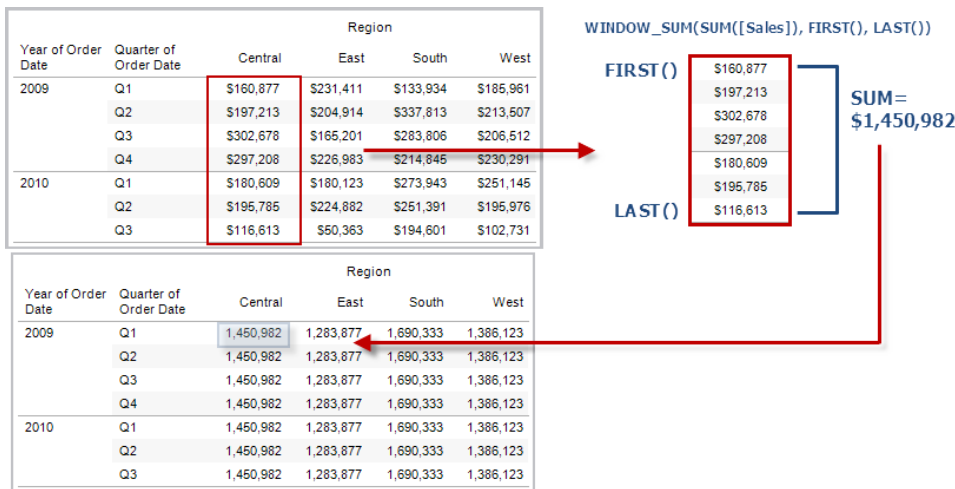 Region
Year of Order Date Quarter of Order Date Central East South West
2009 Q1 $160,877 $231,411 $133,934 $185,961
Q2 $197,213 $204,914 $337,813 $213,507
Q3 $302,678 $165,201 $283,806 $206,512
Q4 $297,208 $226,983 $214,845 $230,291
2010 Q1 $180,609 $180,123 $273,943 $251,145
Q2 $195,785 $224,882 $251,391 $195,976
Q3 $116,613 $50,363 $194,601 $102,731
WINDOW_SUM(SUM([Sales]), FIRST(), LAST())
FIRST() $160,877
$197,213
$302,678
$297,208
$180,609
$195,785
LAST() $116,613
SUM=
$1,450,982
Region
Year of Order Date Quarter of Order Date Central East South West
2009 Q1 1,450,982 1,283,877 1,690,333 1,386,123
Q2 1,450,982 1,283,877 1,690,333 1,386,123
Q3 1,450,982 1,283,877 1,690,333 1,386,123
Q4 1,450,982 1,283,877 1,690,333 1,386,123
2010 Q1 1,450,982 1,283,877 1,690,333 1,386,123
Q2 1,450,982 1,283,877 1,690,333 1,386,123
Q3 1,450,982 1,283,877 1,690,333 1,386,123